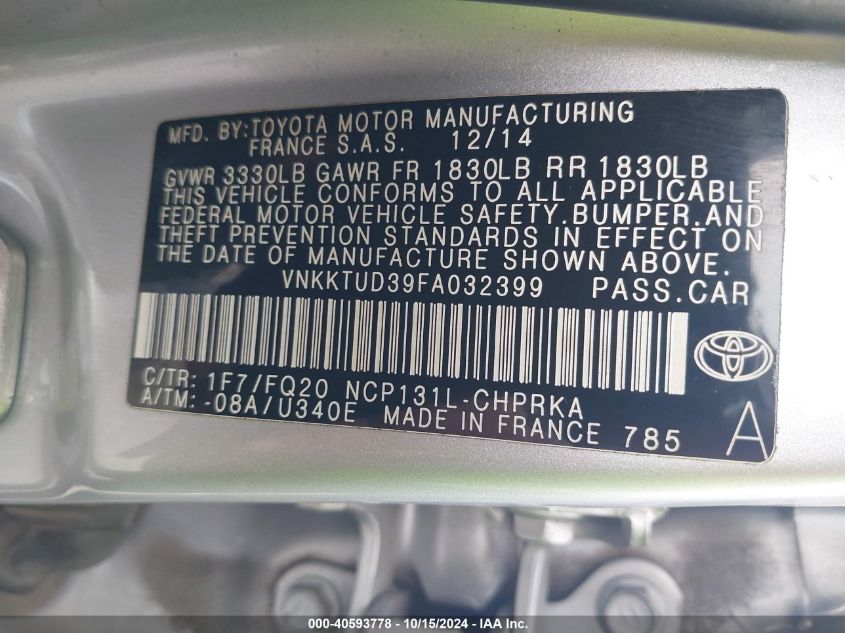 MFD. BY:TOYOTA MOTOR MANUFACTURING
FRANCE S.A.S. 12/14
GVWR 3330LB GAWR FR 1830LB RR 1830LB
THIS VEHICLE CONFORMS TO ALL APPLICABLE
FEDERAL MOTOR VEHICLE SAFETY.BUMPER.AND
THEFT PREVENTION STANDARDS IN EFFECT ON
THE DATE OF MANUFACTURE SHOWN ABOVE.
VNKKTUD39FA032399 PASS.CAR
C/TR: 1F7/FQ20 NCP131L-CHPRKA
A/TM: -08A/U340E MADE IN FRANCE 785 A
000-40593778 - 10/15/2024 - IAA Inc.